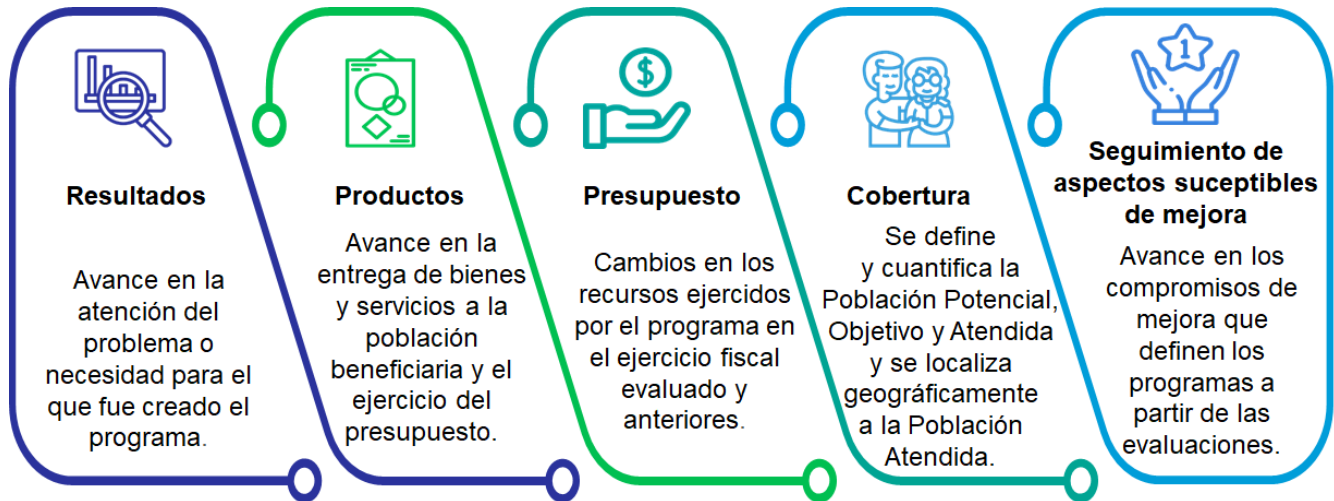 Resultados
Avance en la
atención del
problema o
necesidad para el
que fue creado el
programa.
Productos
Avance en la
entrega de bienes
y servicios a la
población
beneficiaria y el
ejercicio del
presupuesto.
$
Presupuesto
Cambios en los
recursos ejercidos
por el programa en
el ejercicio fiscal
evaluado y
anteriores.
Cobertura
Se define
y cuantifica la
Población Potencial,
Objetivo y Atendida
y se localiza
geográficamente
a la Población
Atendida.
1
Seguimiento de
aspectos suceptibles
de mejora
Avance en los
compromisos de
mejora que
definen los
programas a
partir de las
evaluaciones.